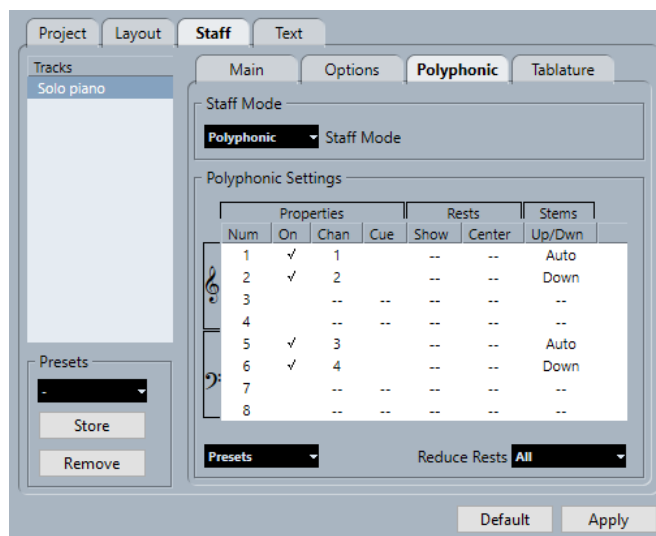 Project Layout Staff Text
Tracks
Solo piano
Main Options Polyphonic Tablature
Staff Mode
Polyphonic Staff Mode
Polyphonic Settings
Properties Rests Stems
Num On Chan Cue Show Center Up/Dwn
1 √ 1 -- -- Auto
2 √ 2 -- -- Down
3 -- -- -- -- --
4 -- -- -- -- --
5 √ 3 -- -- Auto
6 √ 4 -- -- Down
7 -- -- -- -- --
8 -- -- -- -- --
Presets
-
Store
Remove
Presets Reduce Rests All
Default Apply